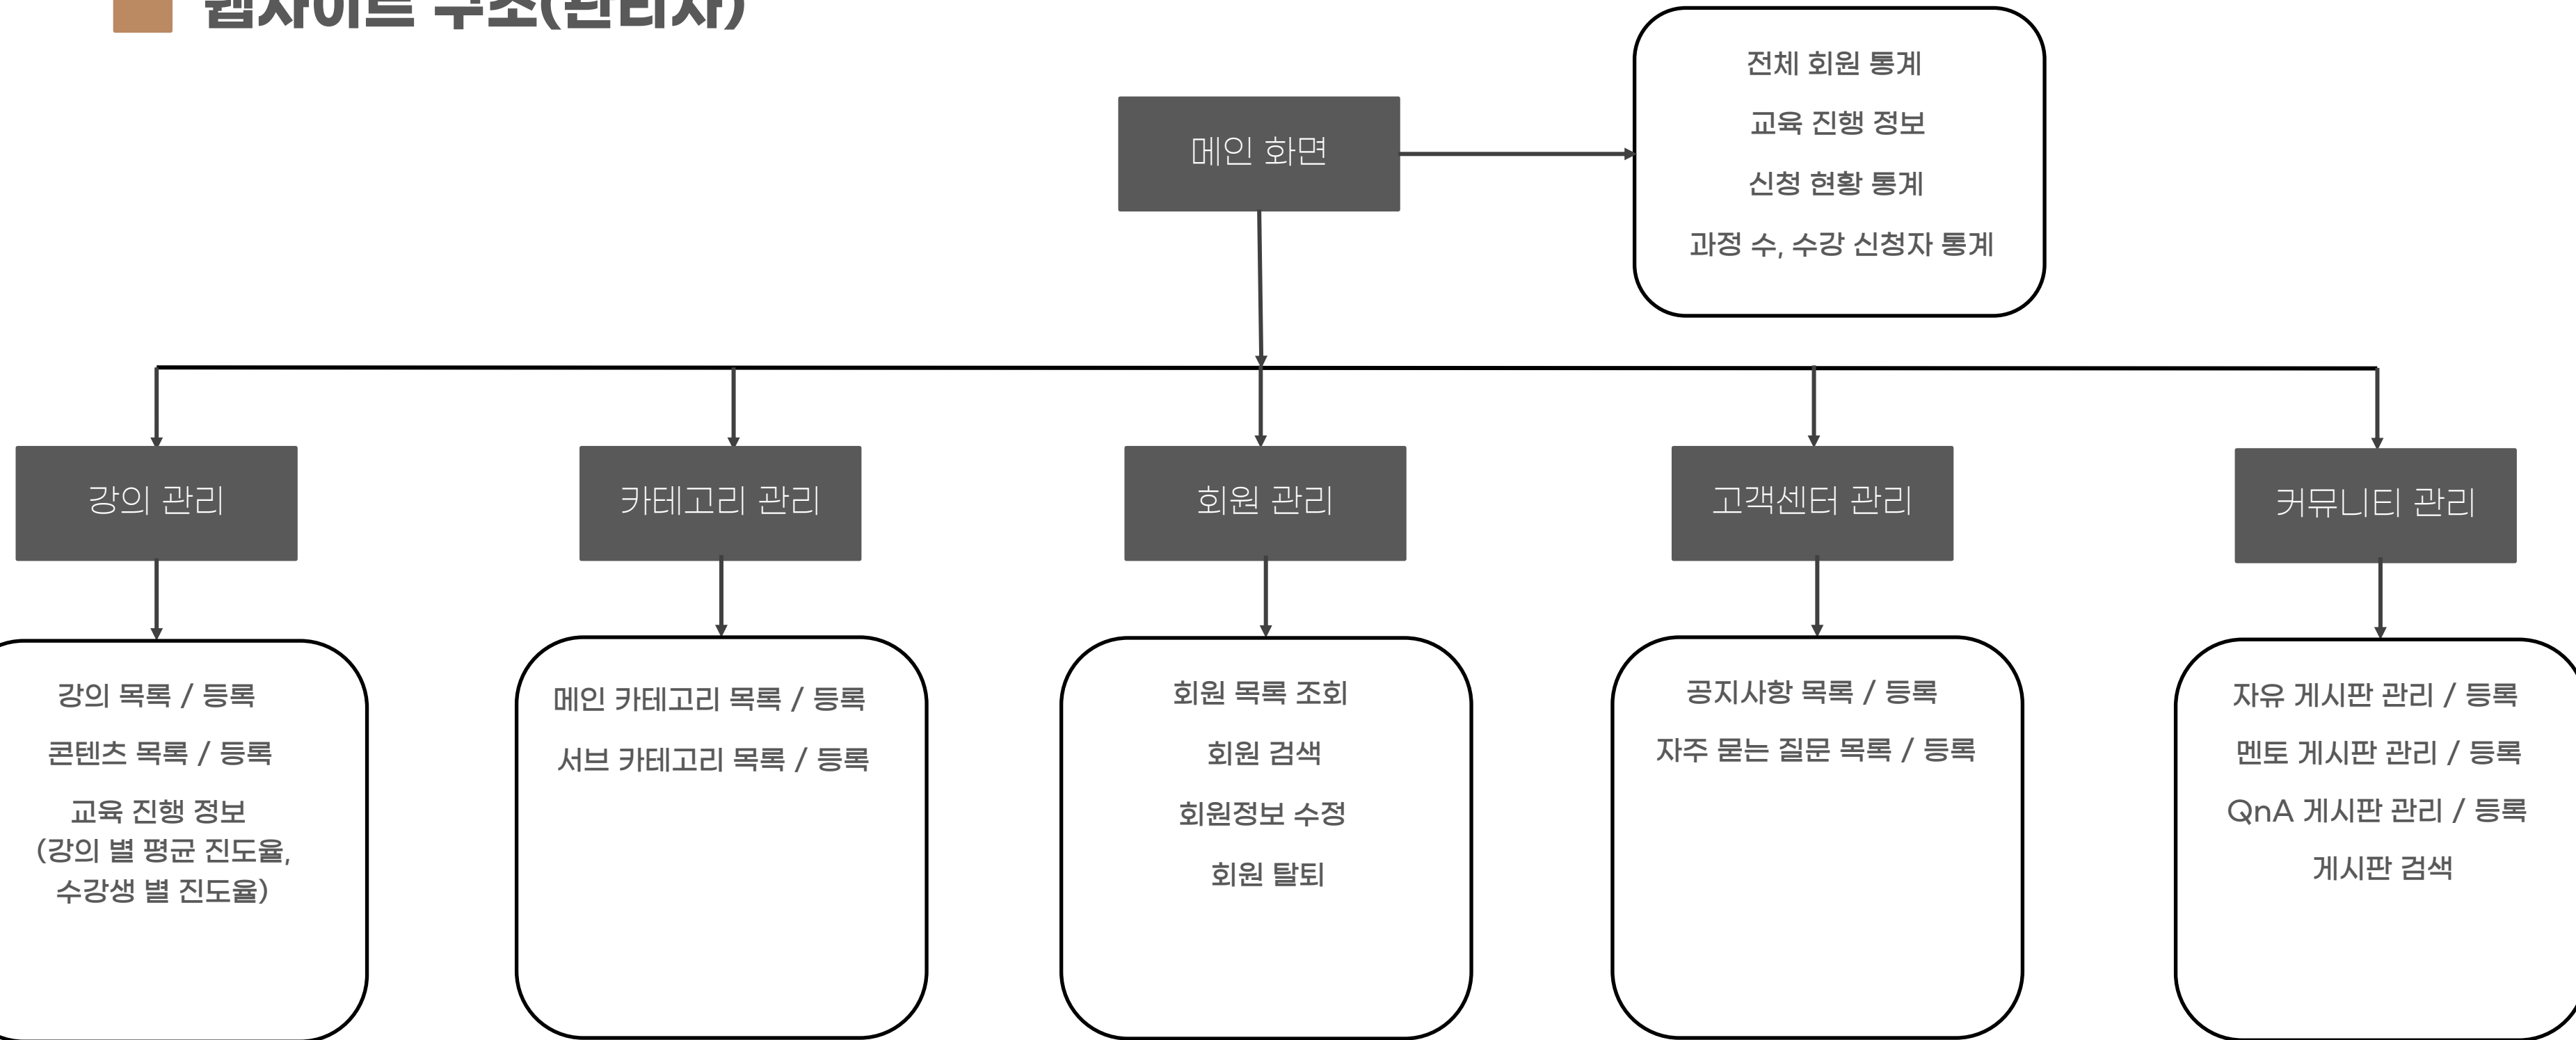 웹사이트 구조(관리자)
메인 화면
전체 회원 통계
교육 진행 정보
신청 현황 통계
과정 수, 수강 신청자 통계
강의 관리
카테고리 관리
회원 관리
고객센터 관리
커뮤니티 관리
강의 목록 / 등록
콘텐츠 목록 / 등록
교육 진행 정보
(강의 별 평균 진도율,
수강생 별 진도율)
메인 카테고리 목록 / 등록
서브 카테고리 목록 / 등록
회원 목록 조회
회원 검색
회원정보 수정
회원 탈퇴
공지사항 목록 / 등록
자주 묻는 질문 목록 / 등록
자유 게시판 관리 / 등록
멘토 게시판 관리 / 등록
QnA 게시판 관리 / 등록
게시판 검색